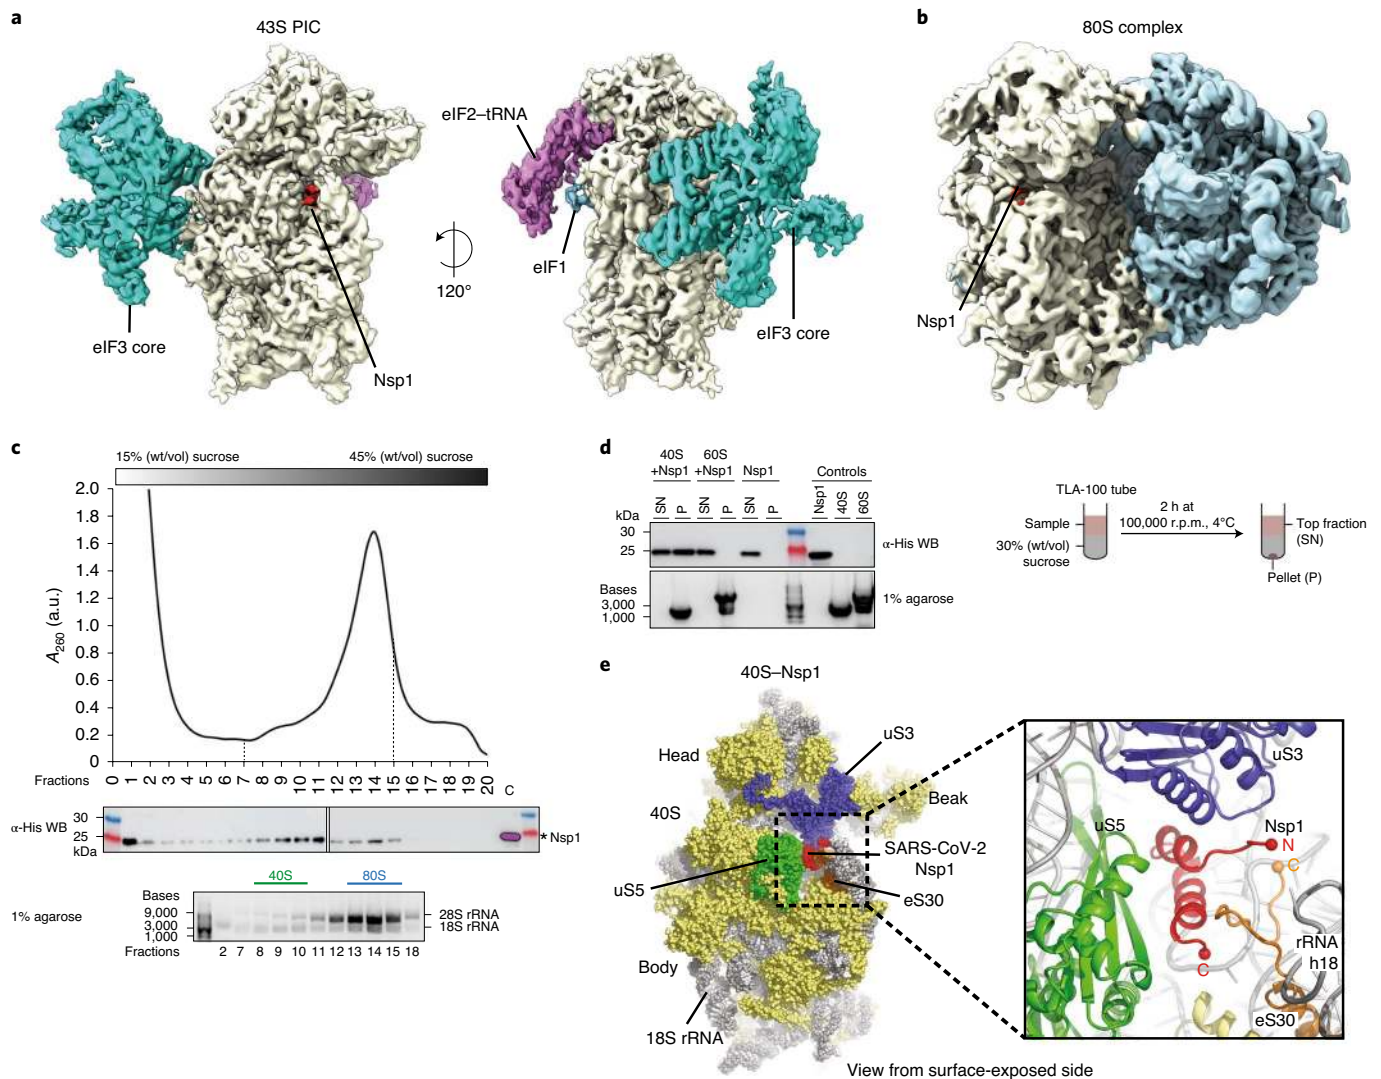 a
43S PIC
eIF2–tRNA
eIF1
120°
eIF3 core
Nsp1
eIF3 core
b
80S complex
Nsp1
c
15% (wt/vol) sucrose
45% (wt/vol) sucrose
A260 (a.u.)
2.0
1.8
1.6
1.4
1.2
1.0
0.8
0.6
0.4
0.2
0
Fractions
0 1 2 3 4 5 6 7 8 9 10 11 12 13 14 15 16 17 18 19 20 C
α-His WB
30
25
kDa
* Nsp1
40S
80S
Bases
9,000
3,000
1,000
28S rRNA
18S rRNA
1% agarose
Fractions
2 7 8 9 10 11 12 13 14 15 18
d
40S +Nsp1
60S +Nsp1
Nsp1
Controls
SN P SN P SN P Nsp1 40S 60S
kDa
30
25
α-His WB
Bases
3,000
1,000
1% agarose
TLA-100 tube
Sample
30% (wt/vol)
sucrose
2 h at
100,000 r.p.m., 4°C
Top fraction
(SN)
Pellet (P)
e
40S–Nsp1
uS3
Head
Beak
40S
SARS-CoV-2
Nsp1
uS5
eS30
Body
18S rRNA
View from surface-exposed side
uS3
uS5
Nsp1
N
C
C
rRNA
h18
eS30